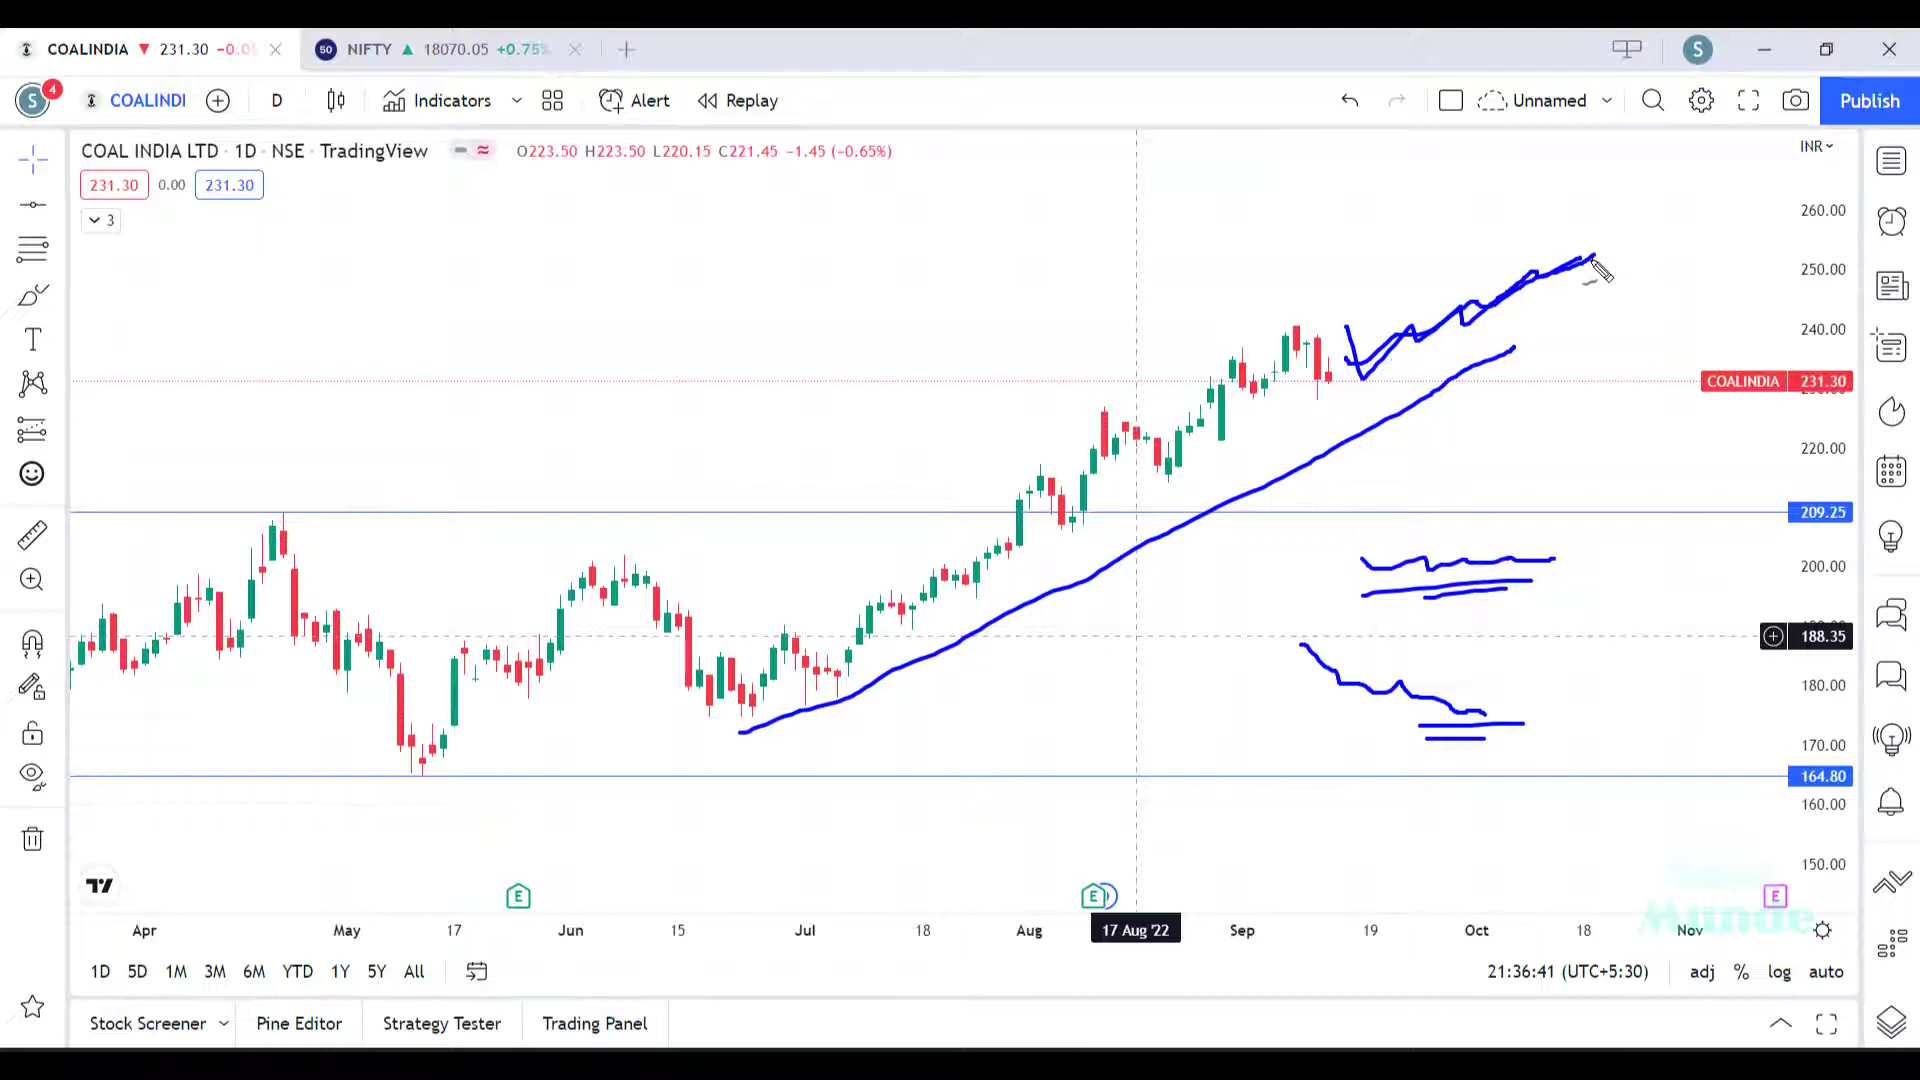 COALINDIA ▼ 231.30 −0.0
50 NIFTY ▲ 18070.05 +0.75%
S
S 4 COALINDI D Indicators Alert Replay Unnamed Publish
COAL INDIA LTD · 1D · NSE · TradingView O223.50 H223.50 L220.15 C221.45 −1.45 (−0.65%)
INR
231.30 0.00 231.30
3
260.00
250.00
240.00
COALINDIA 231.30
220.00
209.25
200.00
188.35
180.00
170.00
164.80
160.00
150.00
E E E
Munde
Apr May 17 Jun 15 Jul 18 Aug 17 Aug '22 Sep 19 Oct 18 Nov
1D 5D 1M 3M 6M YTD 1Y 5Y All 21:36:41 (UTC+5:30) adj % log auto
Stock Screener Pine Editor Strategy Tester Trading Panel